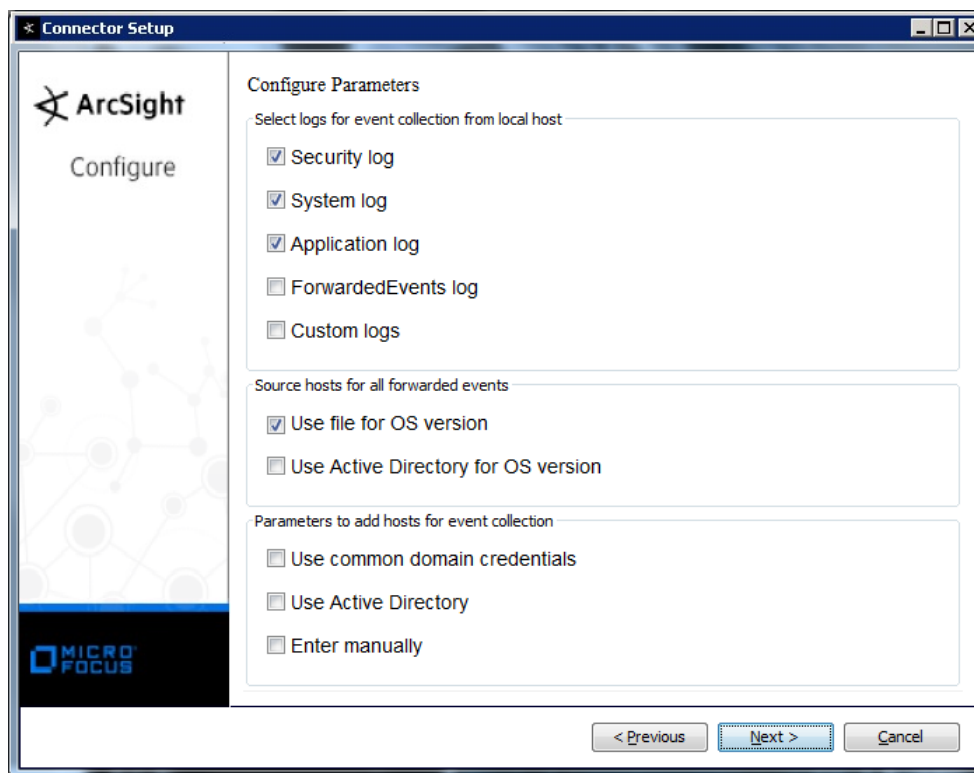 Connector Setup
ArcSight
Configure
MICRO
FOCUS
Configure Parameters
Select logs for event collection from local host
Security log
System log
Application log
ForwardedEvents log
Custom logs
Source hosts for all forwarded events
Use file for OS version
Use Active Directory for OS version
Parameters to add hosts for event collection
Use common domain credentials
Use Active Directory
Enter manually
< Previous
Next >
Cancel